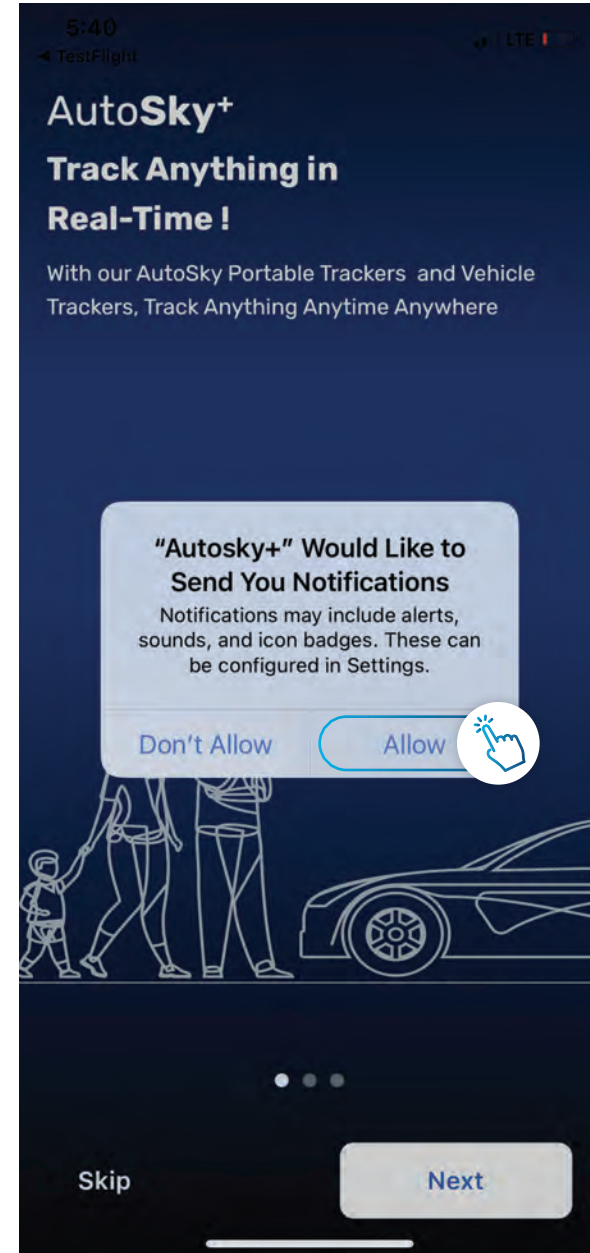 5:40
◀ TestFlight
LTE
AutoSky+
Track Anything in
Real-Time !
With our AutoSky Portable Trackers and Vehicle
Trackers, Track Anything Anytime Anywhere
“Autosky+” Would Like to
Send You Notifications
Notifications may include alerts,
sounds, and icon badges. These can
be configured in Settings.
Don't Allow
Allow
Skip
Next